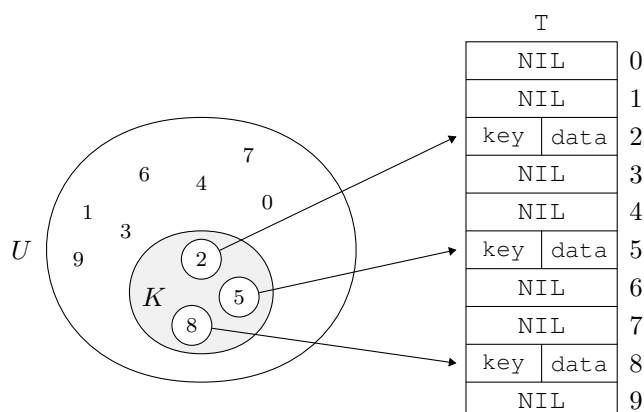 T
NIL 0
NIL 1
key data 2
NIL 3
NIL 4
key data 5
NIL 6
NIL 7
key data 8
NIL 9
U
7
6
4
0
1
3
9
2
K
5
8